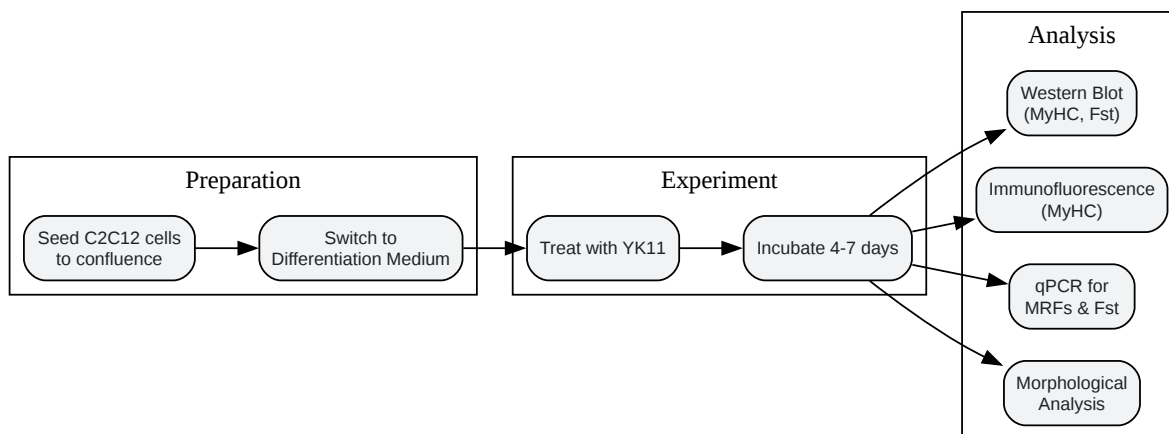 Preparation
Seed C2C12 cells
to confluence
Switch to
Differentiation Medium
Experiment
Treat with YK11
Incubate 4-7 days
Analysis
Western Blot
(MyHC, Fst)
Immunofluorescence
(MyHC)
qPCR for
MRFs & Fst
Morphological
Analysis